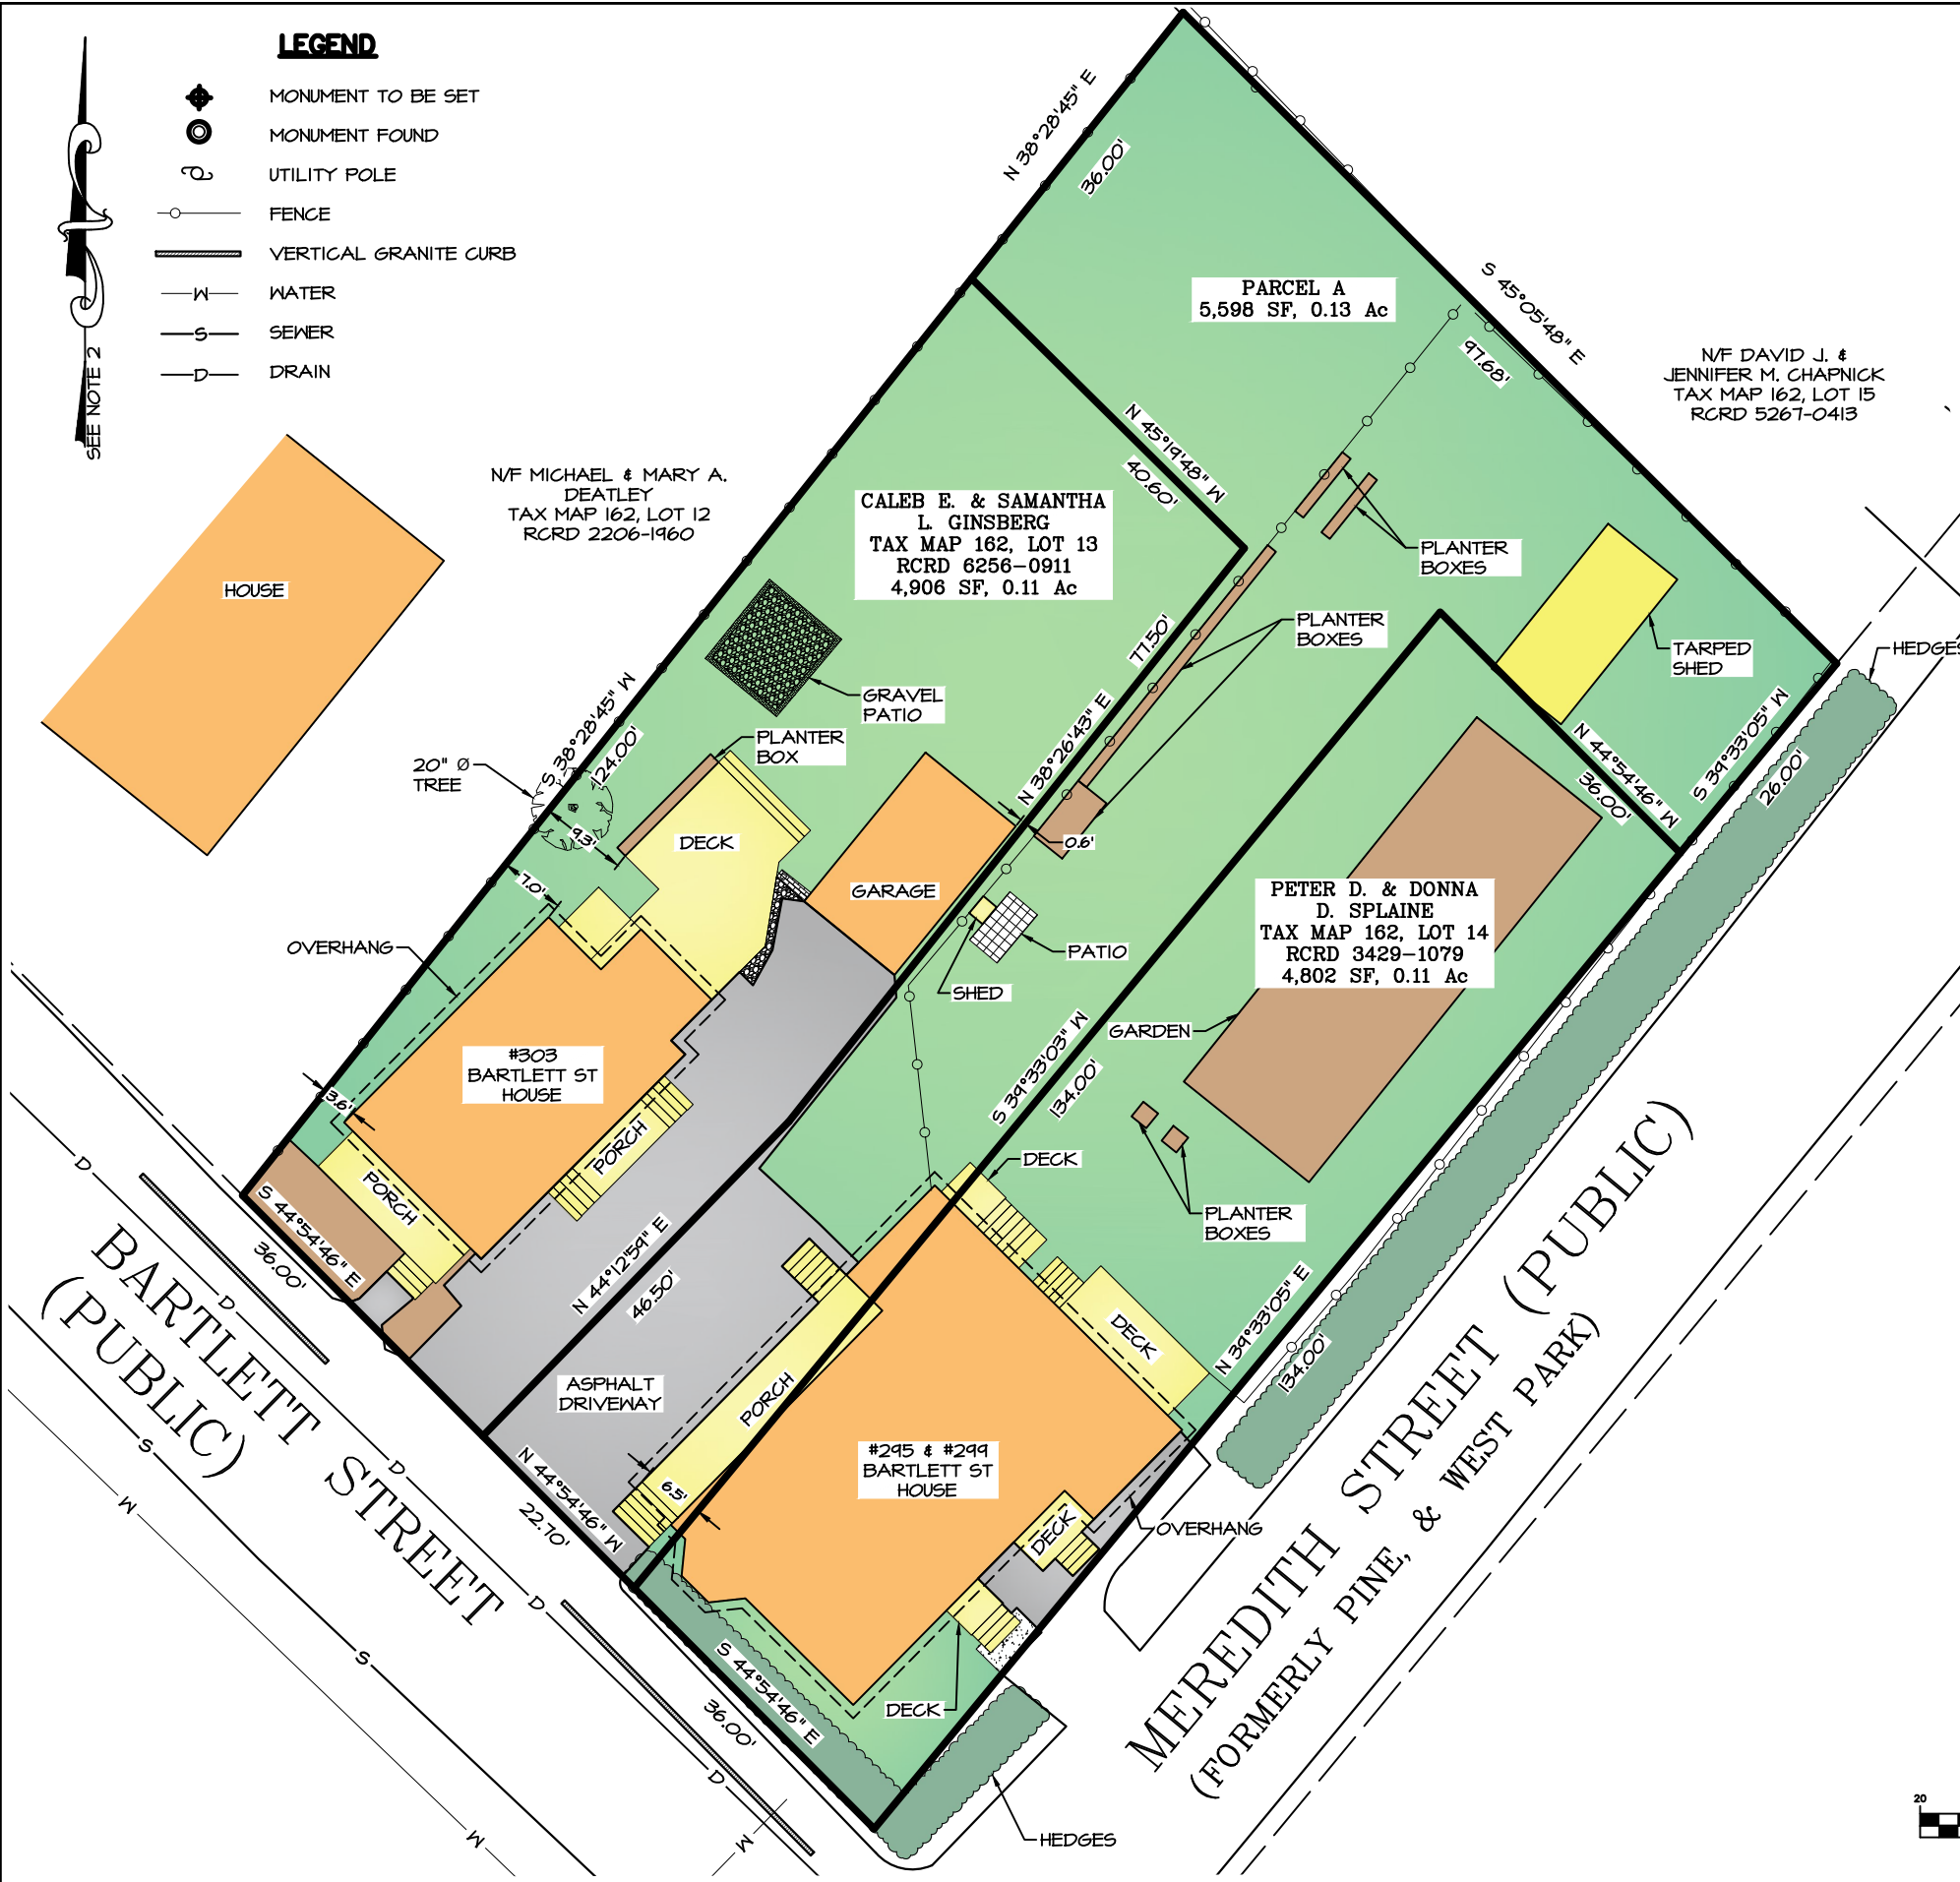 LEGEND
MONUMENT TO BE SET
MONUMENT FOUND
UTILITY POLE
FENCE
VERTICAL GRANITE CURB
W
WATER
S
SEWER
D
DRAIN
SEE NOTE 2
N 38°28'45" E
36.00'
PARCEL A
5,598 SF, 0.13 Ac
S 45°05'48" E
97.68'
N/F DAVID J. &
JENNIFER M. CHAPNICK
TAX MAP 162, LOT 15
RCRD 5267-0413
HOUSE
N/F MICHAEL & MARY A.
DEATLEY
TAX MAP 162, LOT 12
RCRD 2206-1960
CALEB E. & SAMANTHA
L. GINSBERG
TAX MAP 162, LOT 13
RCRD 6256-0911
4,906 SF, 0.11 Ac
N 45°19'48" W
40.60'
PLANTER
BOXES
PLANTER
BOXES
TARPED
SHED
HEDGES
GRAVEL
PATIO
77.50'
N 38°26'43" E
S 38°28'45" W
124.00'
PLANTER
BOX
20" Ø
TREE
9.3'
7.0'
DECK
GARAGE
0.6'
N 44°54'46" W
36.00'
S 39°33'05" W
26.00'
PETER D. & DONNA
D. SPLAINE
TAX MAP 162, LOT 14
RCRD 3429-1079
4,802 SF, 0.11 Ac
OVERHANG
PATIO
SHED
GARDEN
S 39°33'03" W
134.00'
#303
BARTLETT ST
HOUSE
3.6'
PORCH
PORCH
DECK
PLANTER
BOXES
S 44°54'46" E
36.00'
N 44°12'59" E
46.50'
DECK
N 39°33'05" E
134.00'
ASPHALT
DRIVEWAY
PORCH
#295 & #299
BARTLETT ST
HOUSE
6.5'
N 44°54'46" W
22.70'
DECK
OVERHANG
DECK
S 44°54'46" E
36.00'
HEDGES
BARTLETT STREET
(PUBLIC)
MEREDITH STREET (PUBLIC)
(FORMERLY PINE, & WEST PARK)
D
D
D
D
D
S
S
W
W
W
20